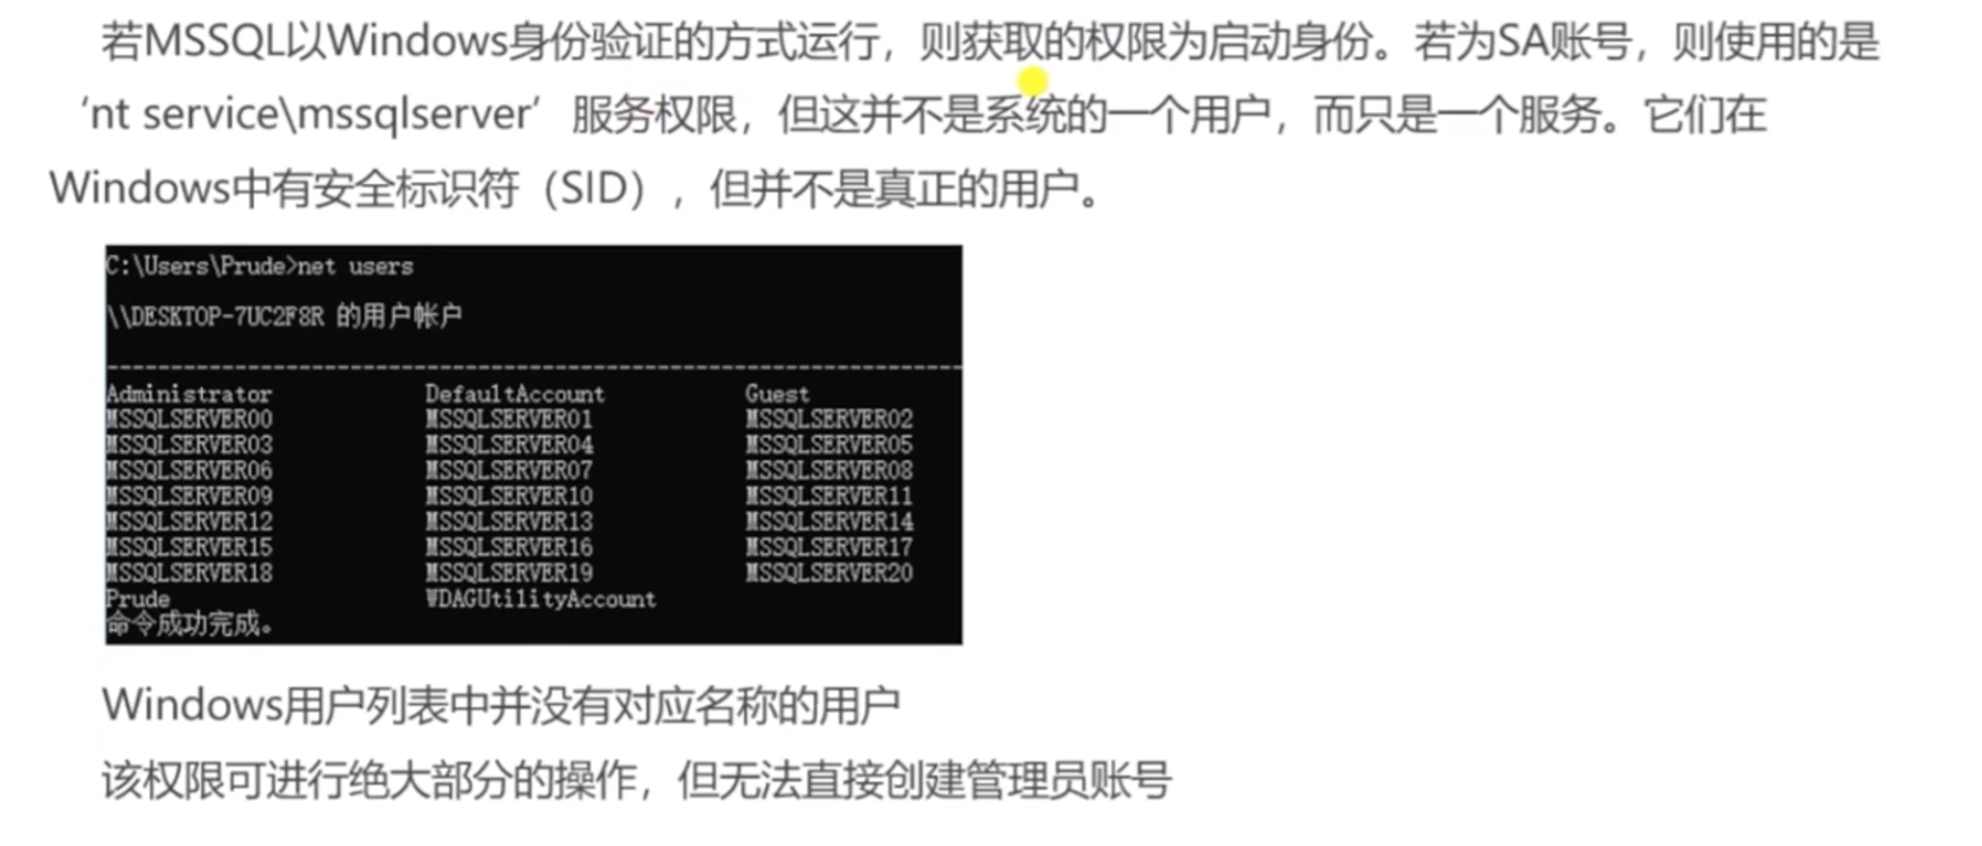 若MSSQL以Windows身份验证的方式运行，则获取的权限为启动身份。若为SA账号，则使用的是
‘nt service\mssqlserver’服务权限，但这并不是系统的一个用户，而只是一个服务。它们在
Windows中有安全标识符（SID），但并不是真正的用户。
C:\Users\Prude>net users
\\DESKTOP-7UC2F8R 的用户帐户
-------------------------------------------------------------------------------
Administrator DefaultAccount Guest
MSSQLSERVER00 MSSQLSERVER01 MSSQLSERVER02
MSSQLSERVER03 MSSQLSERVER04 MSSQLSERVER05
MSSQLSERVER06 MSSQLSERVER07 MSSQLSERVER08
MSSQLSERVER09 MSSQLSERVER10 MSSQLSERVER11
MSSQLSERVER12 MSSQLSERVER13 MSSQLSERVER14
MSSQLSERVER15 MSSQLSERVER16 MSSQLSERVER17
MSSQLSERVER18 MSSQLSERVER19 MSSQLSERVER20
Prude WDAGUtilityAccount
命令成功完成。
Windows用户列表中并没有对应名称的用户
该权限可进行绝大部分的操作，但无法直接创建管理员账号